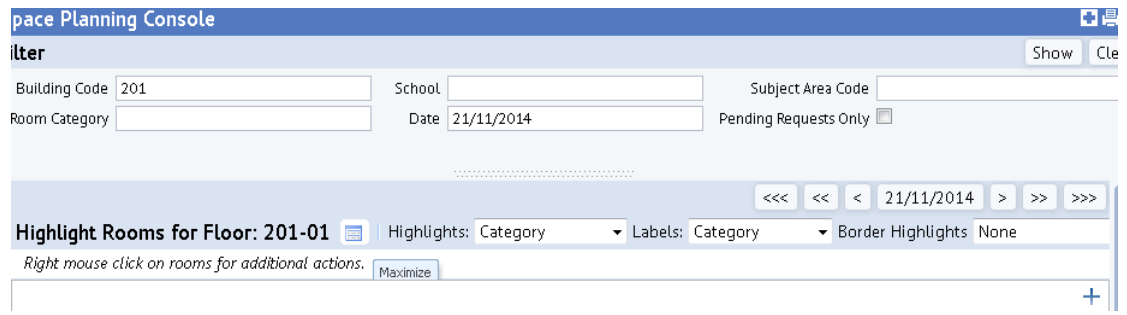 pace Planning Console
ilter Show Cle
Building Code 201 School Subject Area Code
Room Category Date 21/11/2014 Pending Requests Only
<<< << < 21/11/2014 > >> >>>
Highlight Rooms for Floor: 201-01 Highlights: Category Labels: Category Border Highlights None
Right mouse click on rooms for additional actions. Maximize
+